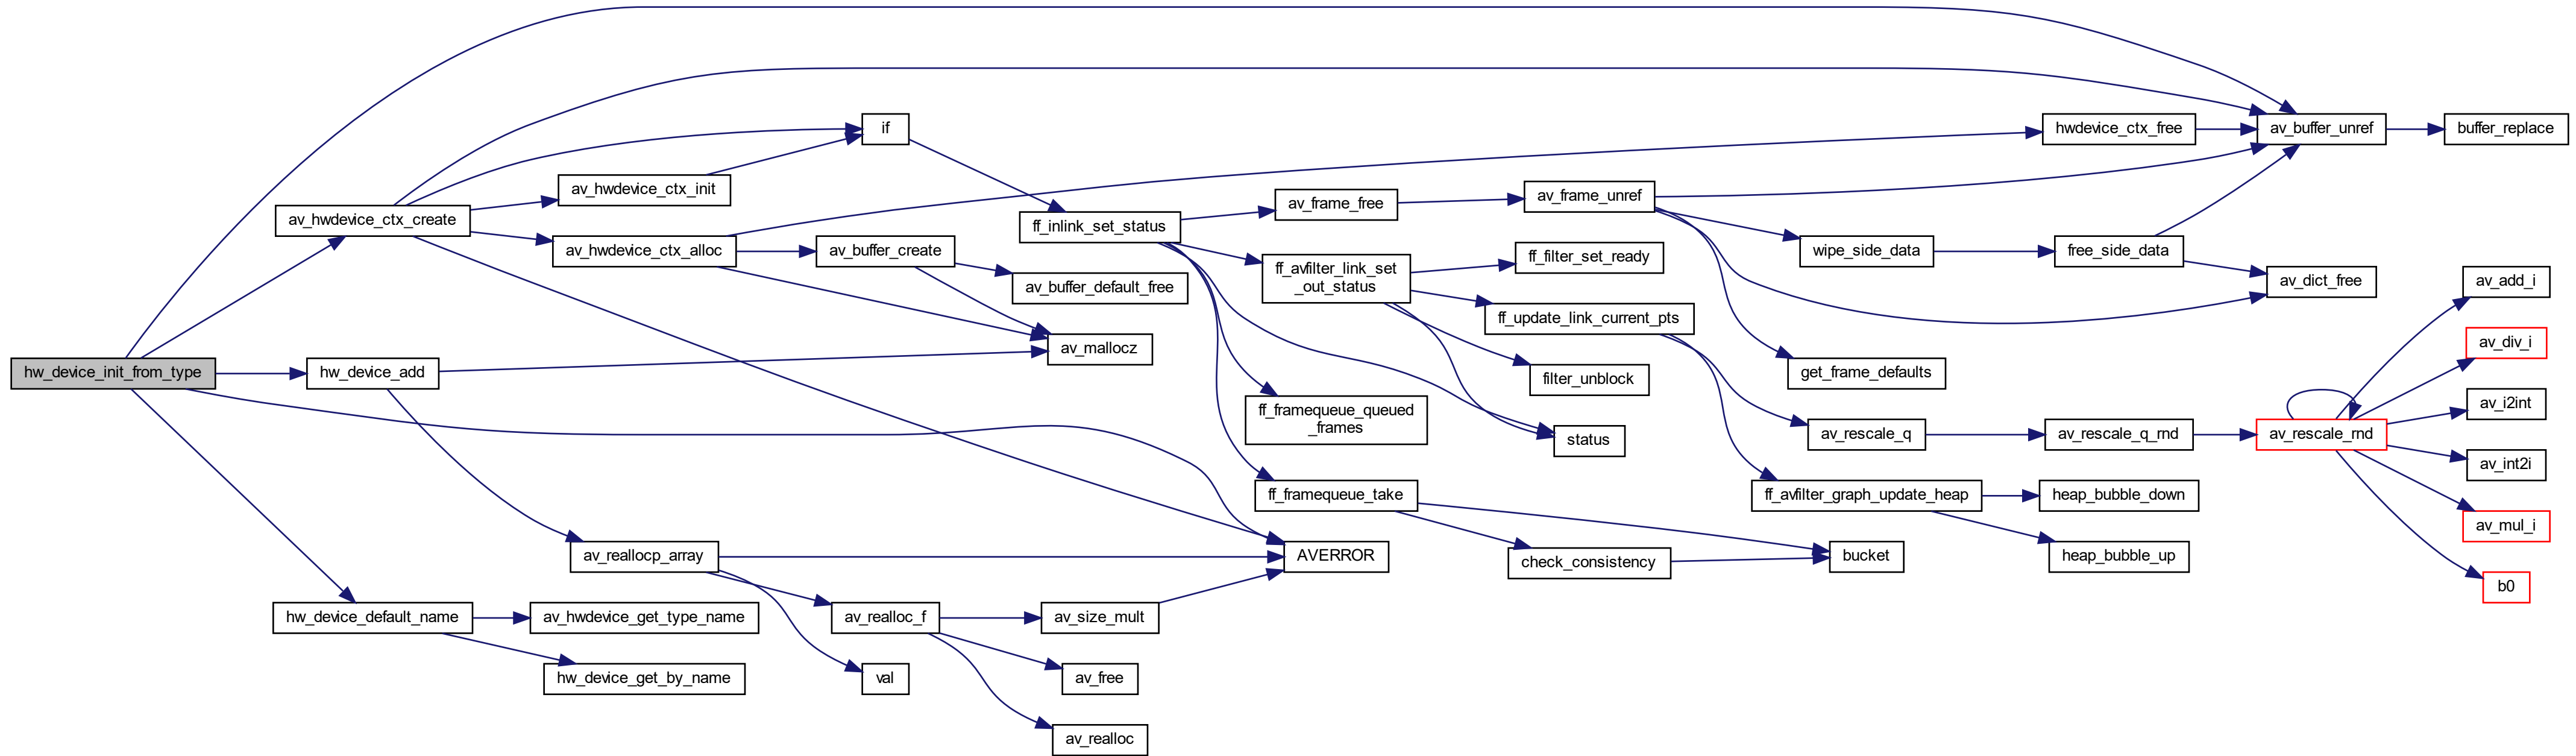 hw_device_init_from_type
av_hwdevice_ctx_create
hw_device_add
hw_device_default_name
av_hwdevice_ctx_init
av_hwdevice_ctx_alloc
av_reallocp_array
av_hwdevice_get_type_name
hw_device_get_by_name
if
av_buffer_create
av_realloc_f
val
ff_inlink_set_status
av_buffer_default_free
av_mallocz
av_size_mult
av_free
av_realloc
av_frame_free
ff_avfilter_link_set
_out_status
ff_framequeue_queued
_frames
ff_framequeue_take
AVERROR
av_frame_unref
ff_filter_set_ready
ff_update_link_current_pts
filter_unblock
status
check_consistency
wipe_side_data
get_frame_defaults
av_rescale_q
ff_avfilter_graph_update_heap
bucket
hwdevice_ctx_free
free_side_data
av_rescale_q_rnd
heap_bubble_down
heap_bubble_up
av_buffer_unref
av_dict_free
av_rescale_rnd
buffer_replace
av_add_i
av_div_i
av_i2int
av_int2i
av_mul_i
b0